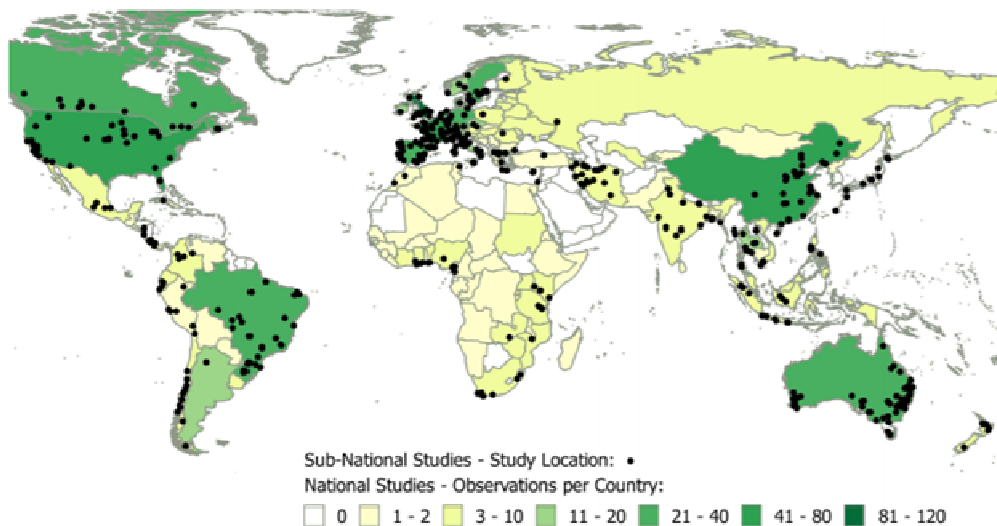 Sub-National Studies - Study Location:
National Studies - Observations per Country:
0 1 - 2 3 - 10 11 - 20 21 - 40 41 - 80 81 - 120